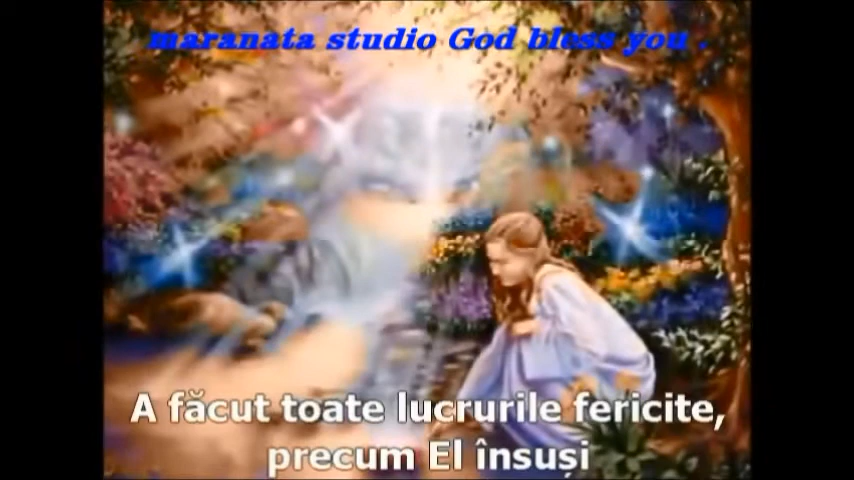 maranata studio God bless you .
A făcut toate lucrurile fericite,
precum El însuși